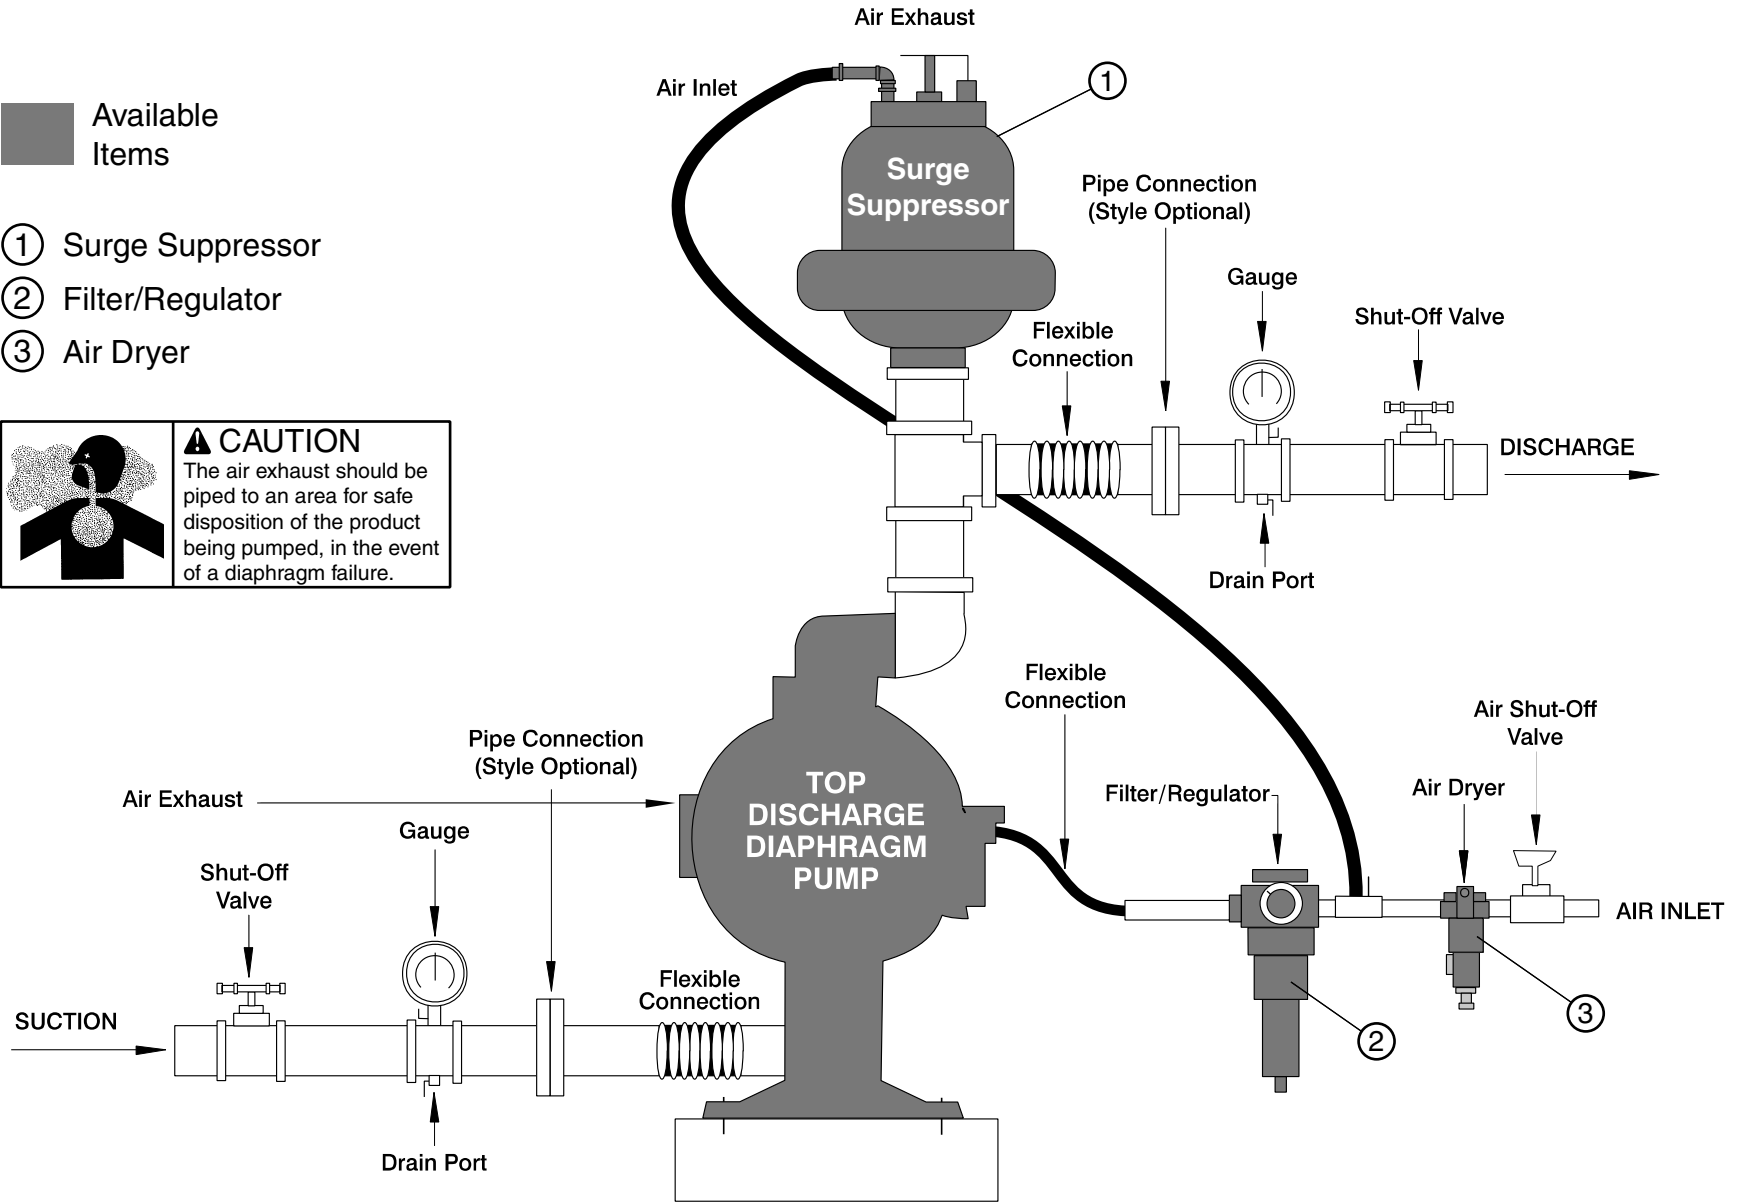 Air Exhaust
Air Inlet
1
Available
Items
Surge
Suppressor
Pipe Connection
(Style Optional)
1 Surge Suppressor
2 Filter/Regulator
3 Air Dryer
Gauge
Shut-Off Valve
Flexible
Connection
DISCHARGE
CAUTION
The air exhaust should be
piped to an area for safe
disposition of the product
being pumped, in the event
of a diaphragm failure.
Drain Port
Flexible
Connection
Air Shut-Off
Valve
Pipe Connection
(Style Optional)
TOP
DISCHARGE
DIAPHRAGM
PUMP
Air Exhaust
Filter/Regulator
Air Dryer
Gauge
Shut-Off
Valve
AIR INLET
Flexible
Connection
SUCTION
3
2
Drain Port